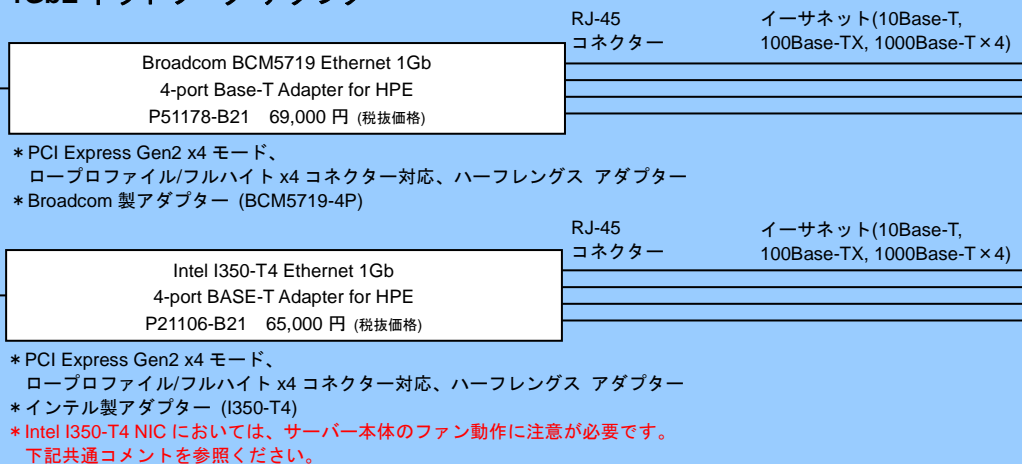 RJ-45
コネクター
イーサネット(10Base-T,
100Base-TX, 1000Base-T×4)
Broadcom BCM5719 Ethernet 1Gb
4-port Base-T Adapter for HPE
P51178-B21 69,000 円 (税抜価格)
＊PCI Express Gen2 x4 モード、
ロープロファイル/フルハイト x4 コネクター対応、ハーフレングス アダプター
＊Broadcom 製アダプター (BCM5719-4P)
RJ-45
コネクター
イーサネット(10Base-T,
100Base-TX, 1000Base-T×4)
Intel I350-T4 Ethernet 1Gb
4-port BASE-T Adapter for HPE
P21106-B21 65,000 円 (税抜価格)
＊PCI Express Gen2 x4 モード、
ロープロファイル/フルハイト x4 コネクター対応、ハーフレングス アダプター
＊インテル製アダプター (I350-T4)
＊Intel I350-T4 NIC においては、サーバー本体のファン動作に注意が必要です。
下記共通コメントを参照ください。